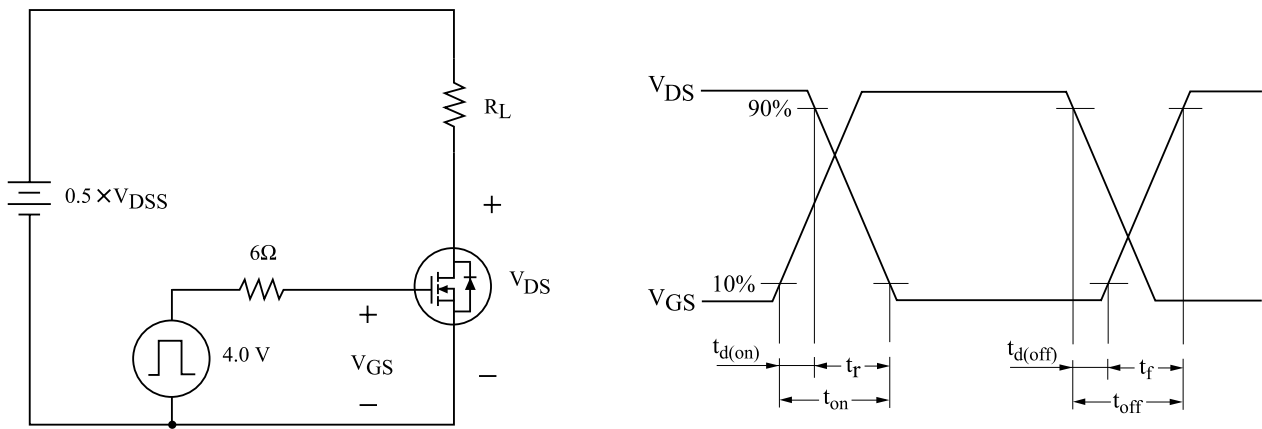 R_L
0.5 × V_DSS
+
6Ω
V_DS
+
4.0 V
V_GS
−
−
V_DS
90%
10%
V_GS
t_d(on)
t_r
t_on
t_d(off)
t_f
t_off